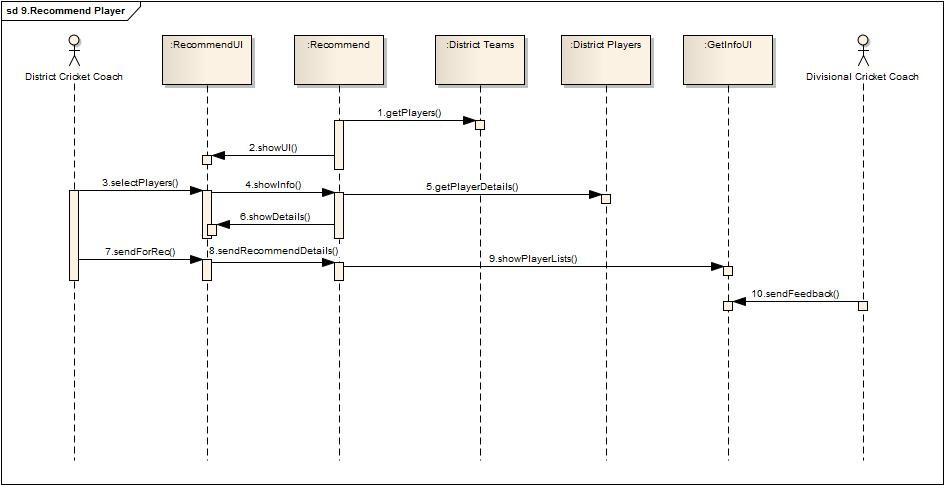 sd 9.Recommend Player
District Cricket Coach
:RecommendUI
:Recommend
:District Teams
:District Players
:GetInfoUI
Divisional Cricket Coach
1.getPlayers()
2.showUI()
3.selectPlayers()
4.showInfo()
5.getPlayerDetails()
6.showDetails()
7.sendForRec()
8.sendRecommendDetails()
9.showPlayerLists()
10.sendFeedback()